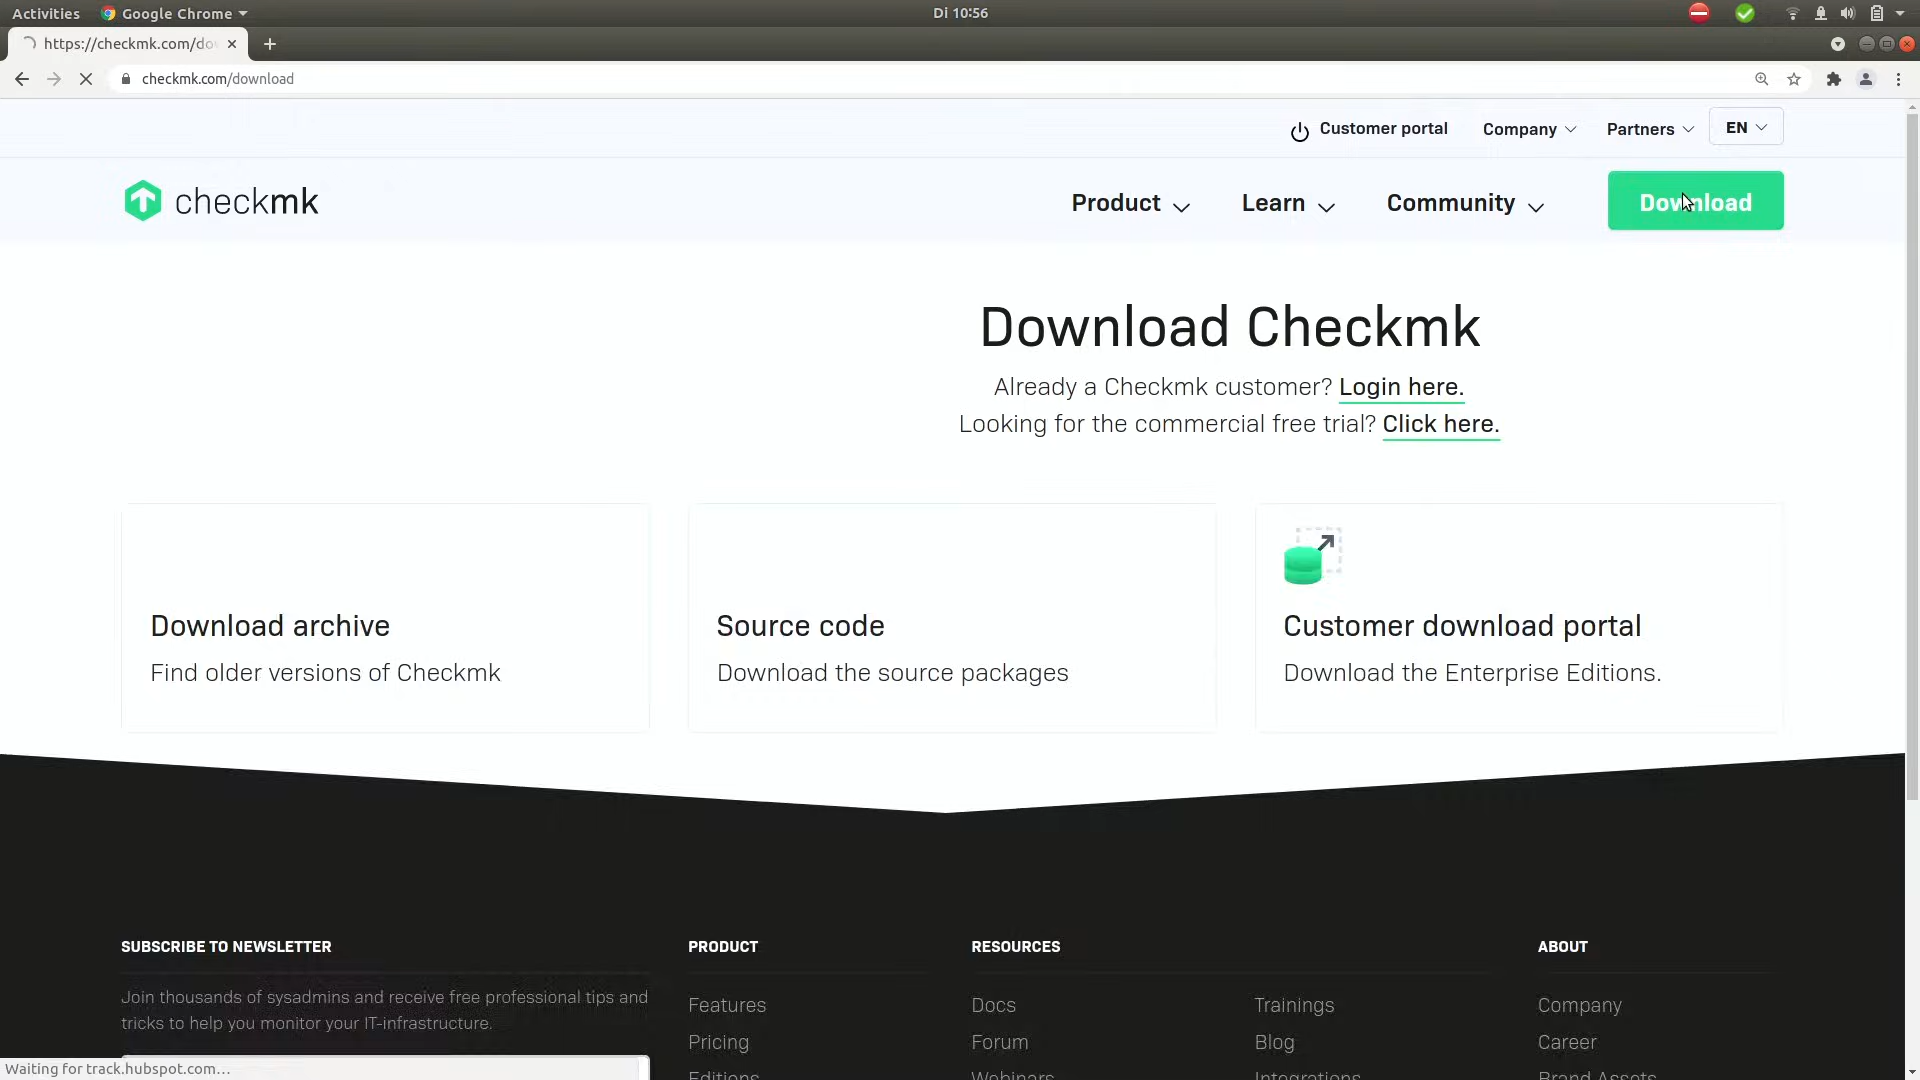 Activities
Google Chrome
Di 10:56
https://checkmk.com/do
checkmk.com/download
Customer portal
Company
Partners
EN
checkmk
Product
Learn
Community
Download
Download Checkmk
Already a Checkmk customer? Login here.
Looking for the commercial free trial? Click here.
Download archive
Find older versions of Checkmk
Source code
Download the source packages
Customer download portal
Download the Enterprise Editions.
SUBSCRIBE TO NEWSLETTER
Join thousands of sysadmins and receive free professional tips and
tricks to help you monitor your IT-infrastructure.
PRODUCT
Features
Pricing
Editions
RESOURCES
Docs
Forum
Webinars
Trainings
Blog
Integrations
ABOUT
Company
Career
Brand Assets
Waiting for track.hubspot.com...